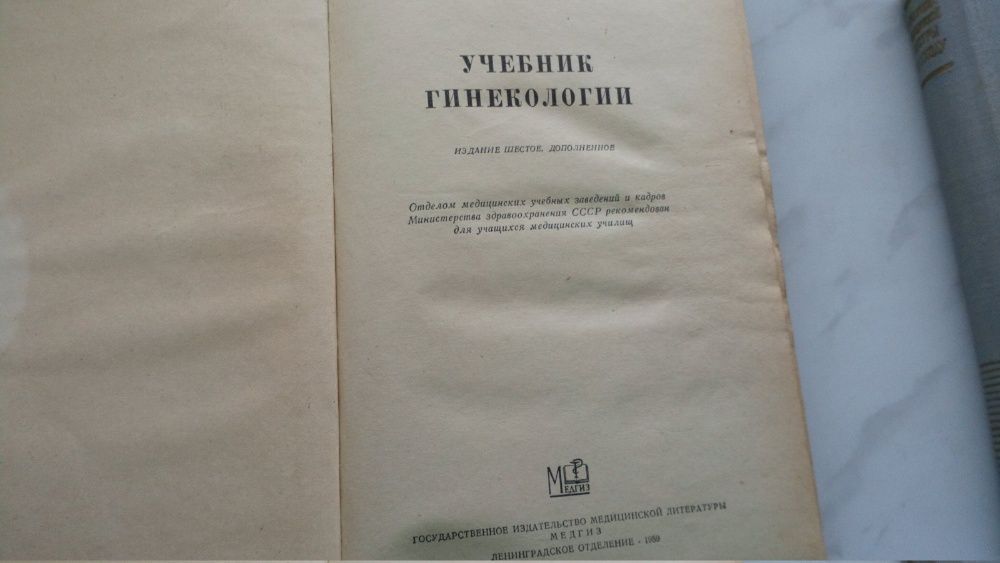 УЧЕБНИК
ГИНЕКОЛОГИИ
ИЗДАНИЕ ШЕСТОЕ, ДОПОЛНЕННОЕ
Отделом медицинских учебных заведений и кадров
Министерства здравоохранения СССР рекомендован
для учащихся медицинских училищ
МЕДГИЗ
ГОСУДАРСТВЕННОЕ ИЗДАТЕЛЬСТВО МЕДИЦИНСКОЙ ЛИТЕРАТУРЫ
МЕДГИЗ
ЛЕНИНГРАДСКОЕ ОТДЕЛЕНИЕ -